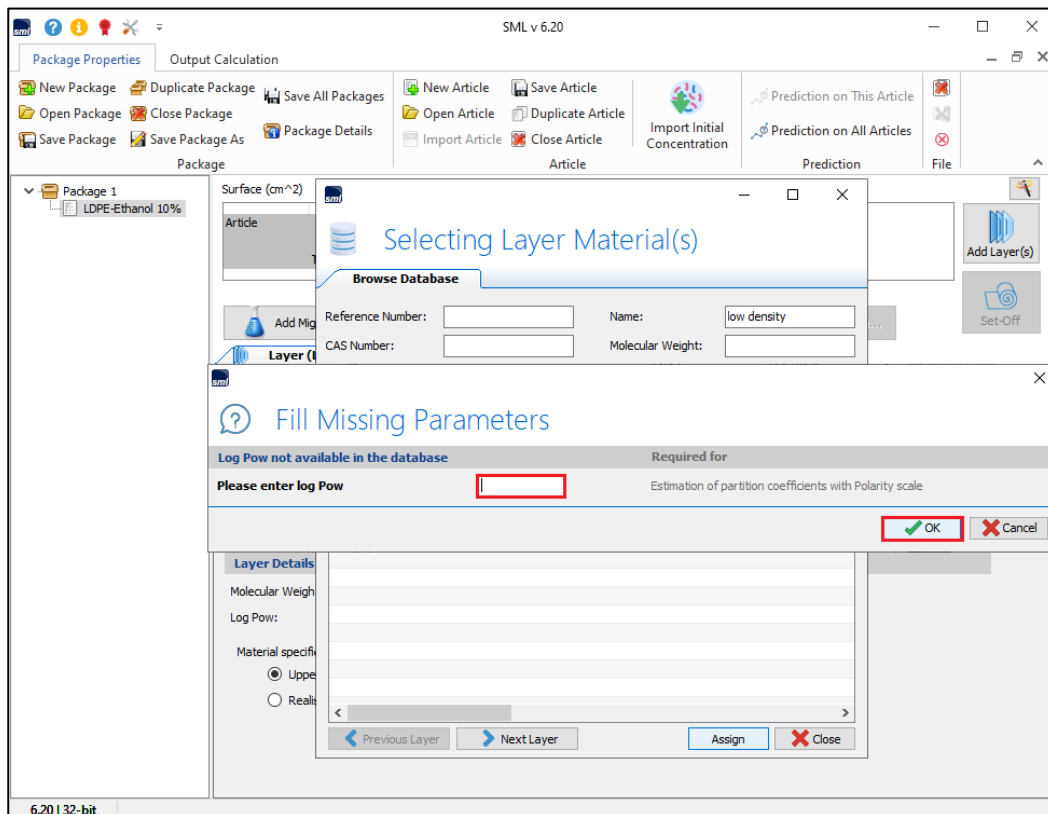 sml
SML v 6.20
Package Properties
Output Calculation
New Package
Duplicate Package
Save All Packages
New Article
Save Article
Prediction on This Article
Open Package
Close Package
Open Article
Duplicate Article
Import Initial
Concentration
Save Package
Save Package As
Package Details
Import Article
Close Article
Prediction on All Articles
Package
Article
Prediction
File
Package 1
LDPE-Ethanol 10%
Surface (cm^2)
Article
sml
Selecting Layer Material(s)
Browse Database
Reference Number:
Name:
low density
CAS Number:
Molecular Weight:
Add Layer(s)
Set-Off
Add Mig
...
Layer (
sml
Fill Missing Parameters
Log Pow not available in the database
Required for
Please enter log Pow
Estimation of partition coefficients with Polarity scale
OK
Cancel
Layer Details
Molecular Weigh
Log Pow:
Material specifi
Uppe
Realis
Previous Layer
Next Layer
Assign
Close
6.20 | 32-bit